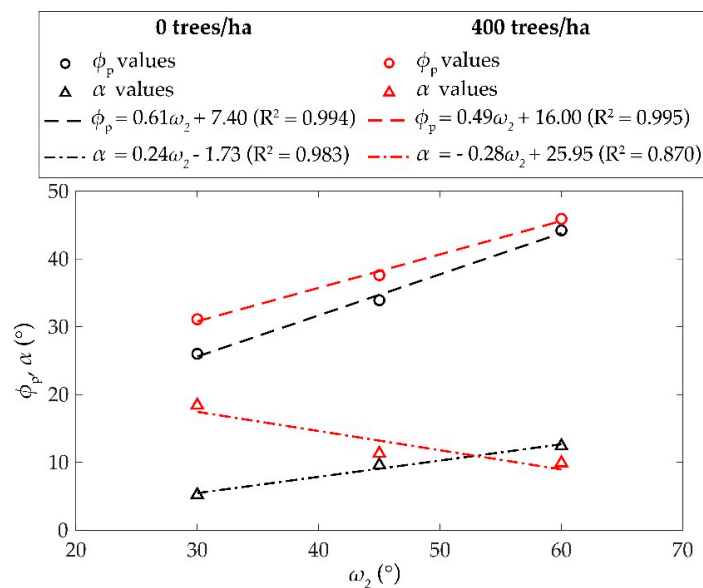 0 trees/ha 400 trees/ha
ϕp values ϕp values
α values α values
ϕp = 0.61ω2 + 7.40 (R² = 0.994) ϕp = 0.49ω2 + 16.00 (R² = 0.995)
α = 0.24ω2 - 1.73 (R² = 0.983) α = - 0.28ω2 + 25.95 (R² = 0.870)
50
40
30
20
10
0
ϕp, α (°)
20 30 40 50 60 70
ω2 (°)